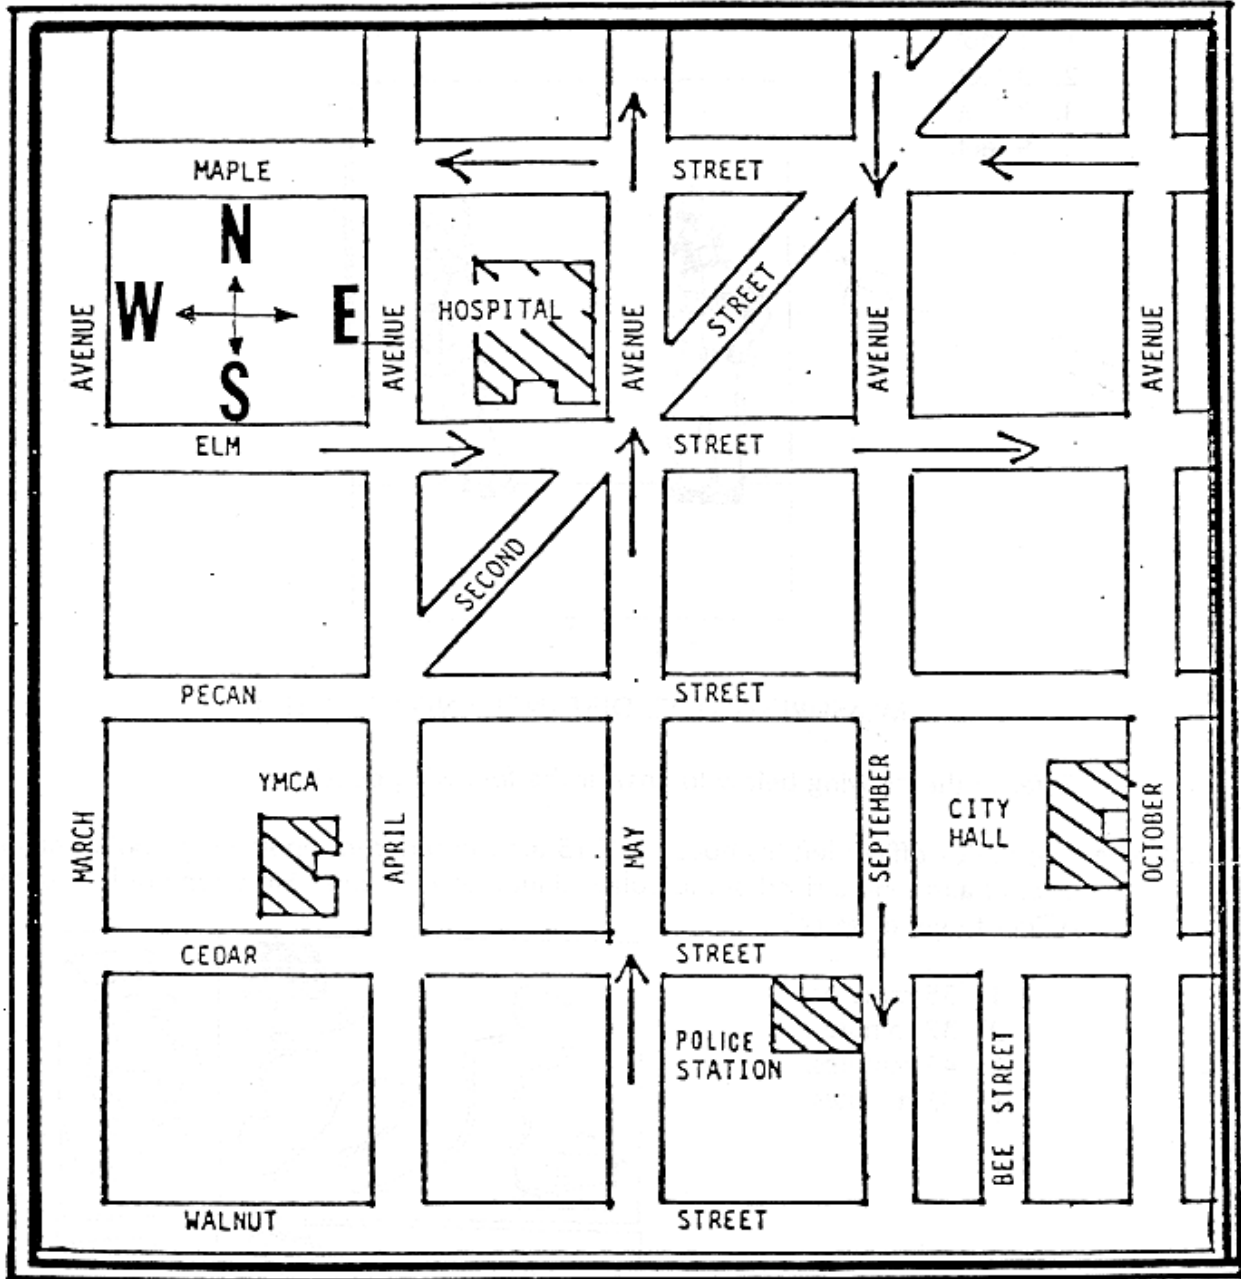 MAPLE STREET
N
W E
S
HOSPITAL
STREET
AVENUE AVENUE AVENUE AVENUE AVENUE
ELM STREET
SECOND
PECAN STREET
YMCA
CITY
HALL
MARCH APRIL MAY SEPTEMBER OCTOBER
CEDAR STREET
POLICE
STATION
BEE STREET
WALNUT STREET